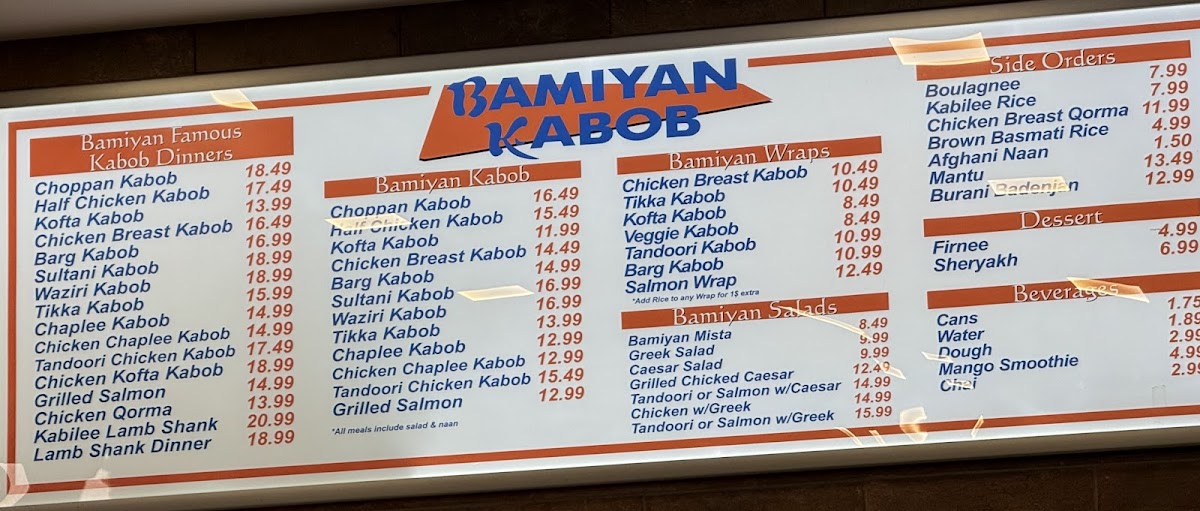 BAMIYAN
KABOB
Bamiyan Famous
Kabob Dinners
Choppan Kabob 18.49
Half Chicken Kabob 17.49
Kofta Kabob 13.99
Chicken Breast Kabob 16.49
Barg Kabob 16.99
Sultani Kabob 18.99
Waziri Kabob 18.99
Tikka Kabob 15.99
Chaplee Kabob 14.99
Chicken Chaplee Kabob 14.99
Tandoori Chicken Kabob 17.49
Chicken Kofta Kabob 18.99
Grilled Salmon 14.99
Chicken Qorma 13.99
Kabilee Lamb Shank 20.99
Lamb Shank Dinner 18.99
Bamiyan Kabob
Choppan Kabob 16.49
Half Chicken Kabob 15.49
Kofta Kabob 11.99
Chicken Breast Kabob 14.49
Barg Kabob 14.99
Sultani Kabob 16.99
Waziri Kabob 16.99
Tikka Kabob 13.99
Chaplee Kabob 12.99
Chicken Chaplee Kabob 12.99
Tandoori Chicken Kabob 15.49
Grilled Salmon 12.99
*All meals include salad & naan
Bamiyan Wraps
Chicken Breast Kabob 10.49
Tikka Kabob 10.49
Kofta Kabob 8.49
Veggie Kabob 8.49
Tandoori Kabob 10.99
Barg Kabob 10.99
Salmon Wrap 12.49
*Add Rice to any Wrap for 1$ extra
Bamiyan Salads
Bamiyan Mista 8.49
Greek Salad 9.99
Caesar Salad 9.99
Grilled Chicked Caesar 12.49
Tandoori or Salmon w/Caesar 14.99
Chicken w/Greek 14.99
Tandoori or Salmon w/Greek 15.99
Side Orders
Boulagnee 7.99
Kabilee Rice 7.99
Chicken Breast Qorma 11.99
Brown Basmati Rice 4.99
Afghani Naan 1.50
Mantu 13.49
Burani Badenjan 12.99
Dessert
Firnee 4.99
Sheryakh 6.99
Beverages
Cans 1.75
Water 1.89
Dough 2.99
Mango Smoothie 4.99
Chai 2.99